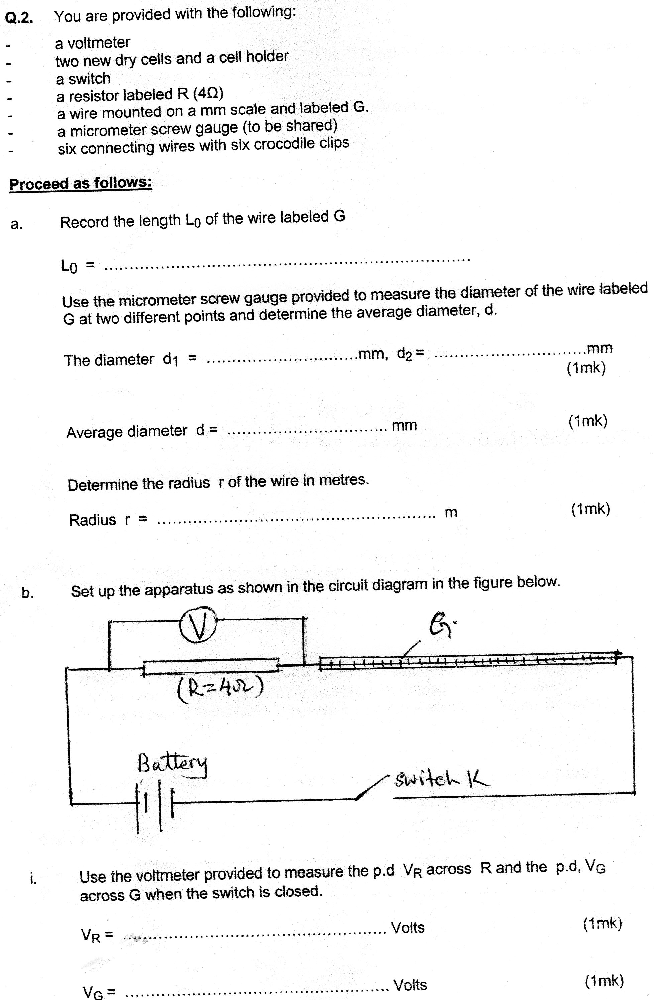 Q.2. You are provided with the following:
- a voltmeter
- two new dry cells and a cell holder
- a switch
- a resistor labeled R (4Ω)
- a wire mounted on a mm scale and labeled G.
- a micrometer screw gauge (to be shared)
- six connecting wires with six crocodile clips
Proceed as follows:
a. Record the length L0 of the wire labeled G
L0 = ..........................................................................
Use the micrometer screw gauge provided to measure the diameter of the wire labeled
G at two different points and determine the average diameter, d.
The diameter d1 = ..............................mm, d2 = ..............................mm
(1mk)
Average diameter d = ................................ mm (1mk)
Determine the radius r of the wire in metres.
Radius r = ........................................................ m (1mk)
b. Set up the apparatus as shown in the circuit diagram in the figure below.
V
G.
(R=4Ω)
Battery
switch K
i. Use the voltmeter provided to measure the p.d VR across R and the p.d, VG
across G when the switch is closed.
VR = .................................................... Volts (1mk)
VG = .................................................... Volts (1mk)